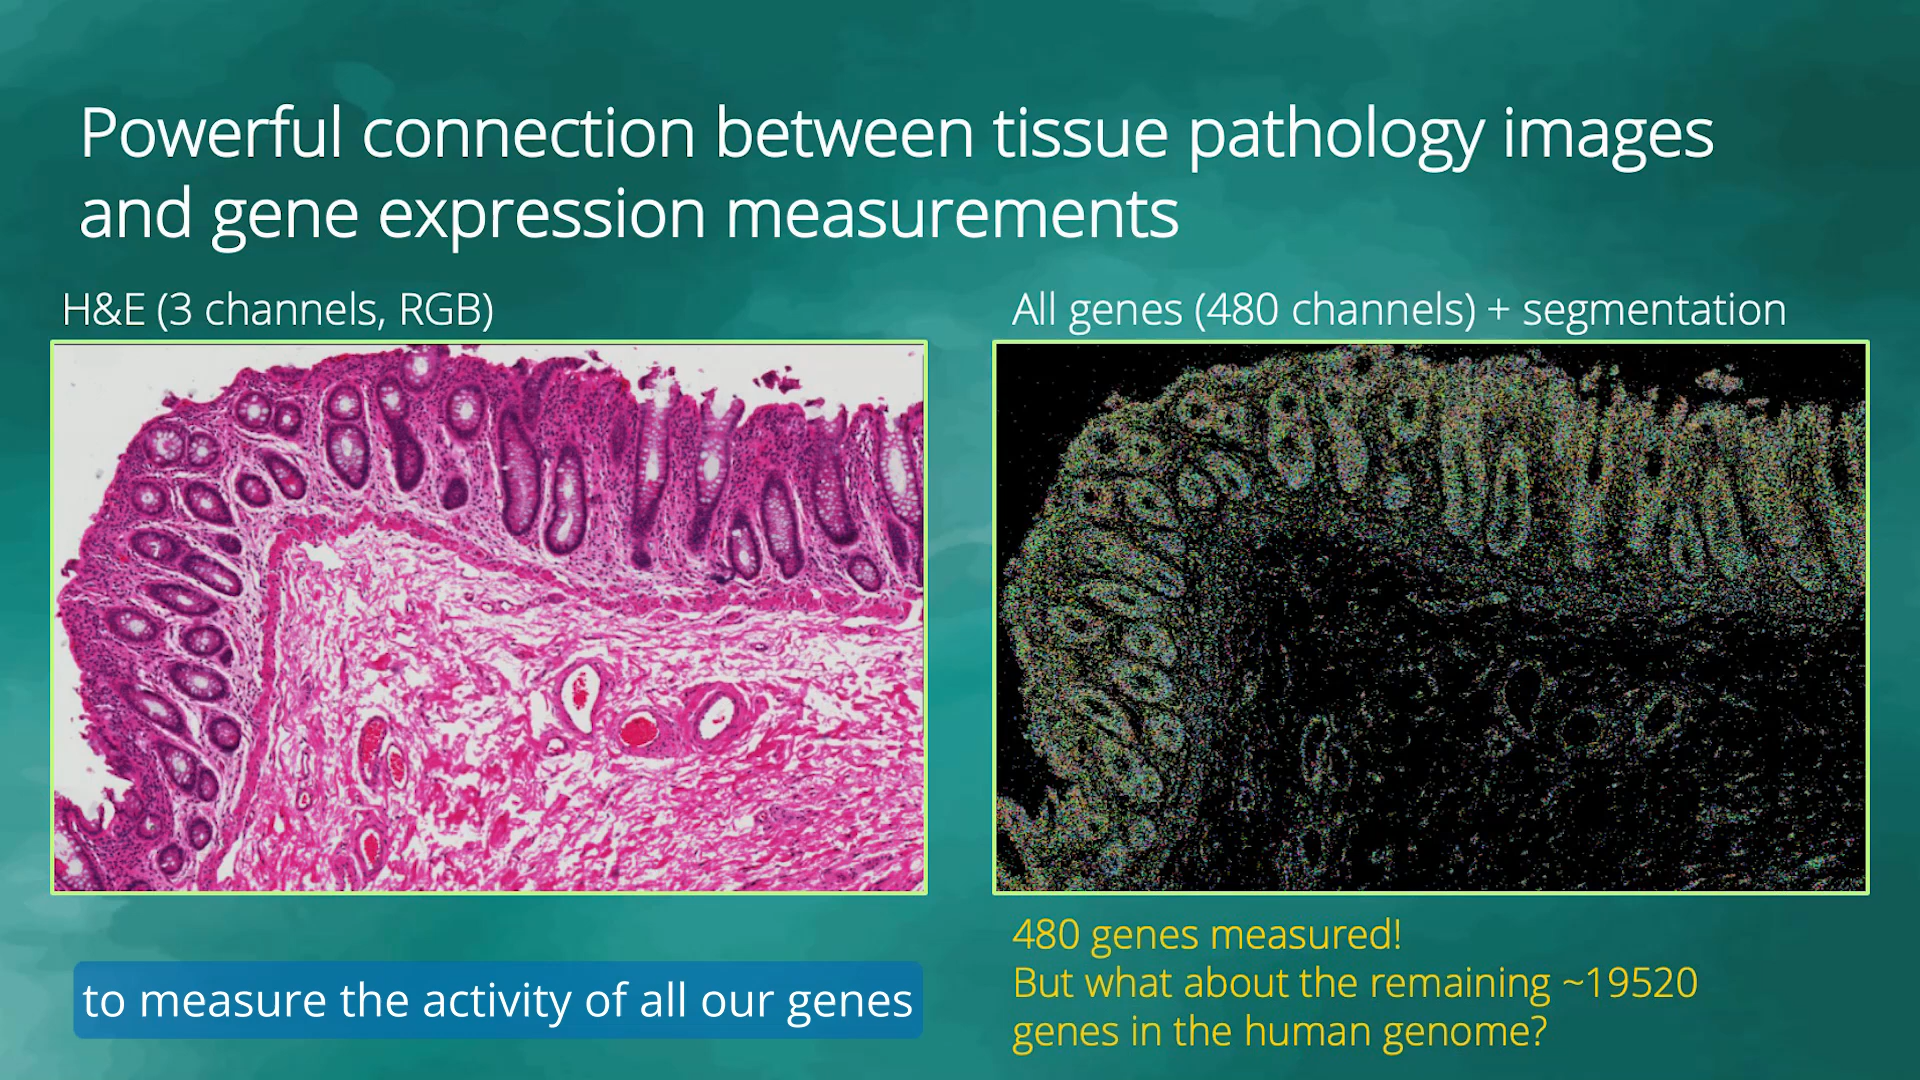 Powerful connection between tissue pathology images
and gene expression measurements
H&E (3 channels, RGB)
All genes (480 channels) + segmentation
480 genes measured!
But what about the remaining ~19520
genes in the human genome?
to measure the activity of all our genes